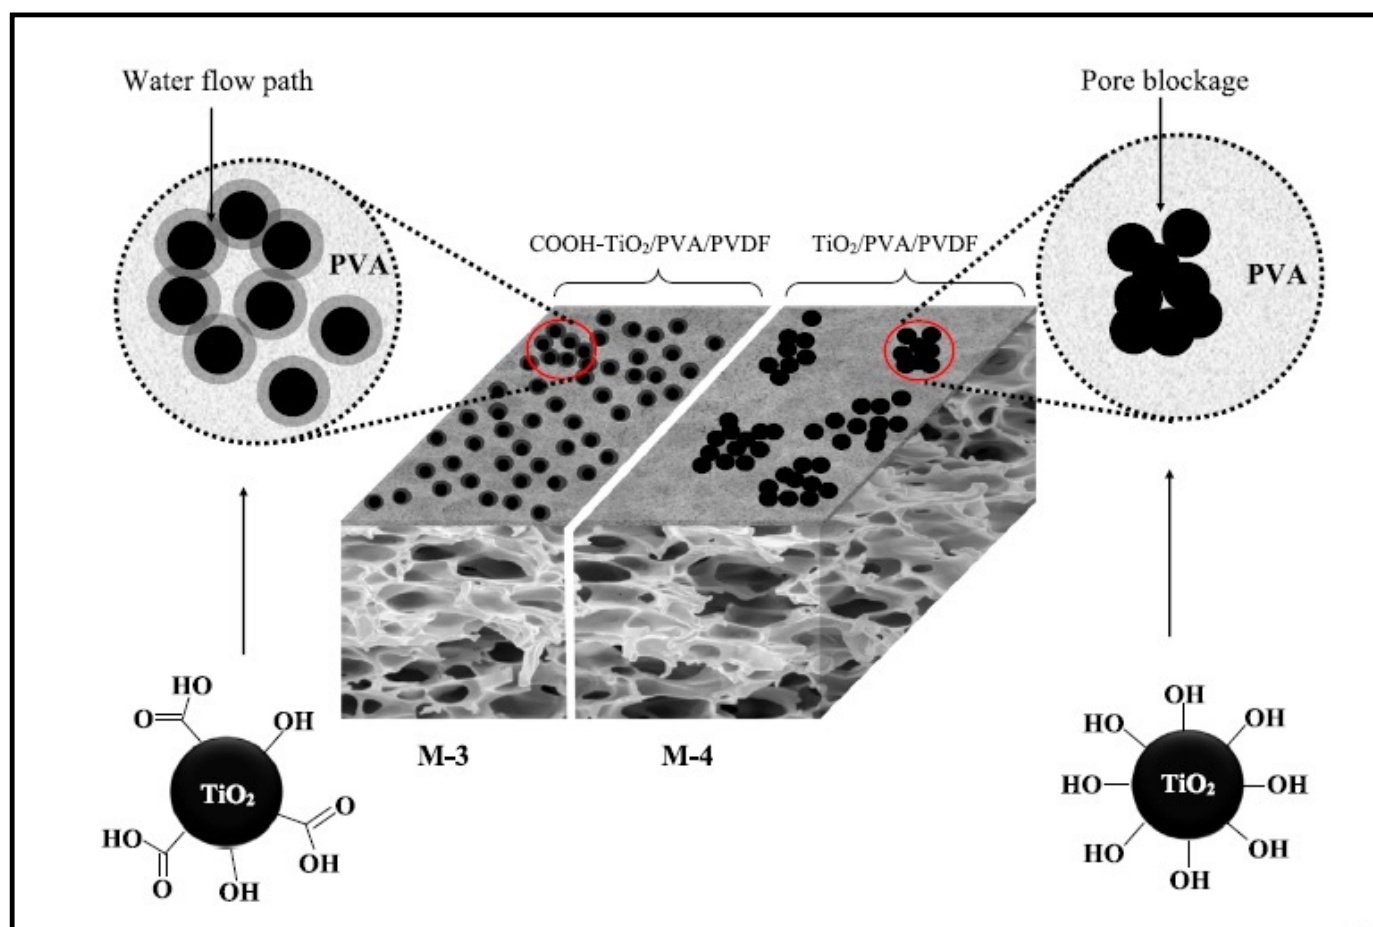 Water flow path
Pore blockage
COOH-TiO₂/PVA/PVDF
TiO₂/PVA/PVDF
PVA
PVA
M-3
M-4
HO
O
OH
TiO₂
HO
O
O
OH
OH
OH
HO
OH
HO
TiO₂
OH
HO
OH
OH